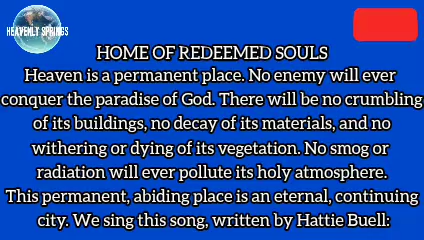 HEAVENLY SPRINGS
HOME OF REDEEMED SOULS
Heaven is a permanent place. No enemy will ever
conquer the paradise of God. There will be no crumbling
of its buildings, no decay of its materials, and no
withering or dying of its vegetation. No smog or
radiation will ever pollute its holy atmosphere.
This permanent, abiding place is an eternal, continuing
city. We sing this song, written by Hattie Buell: